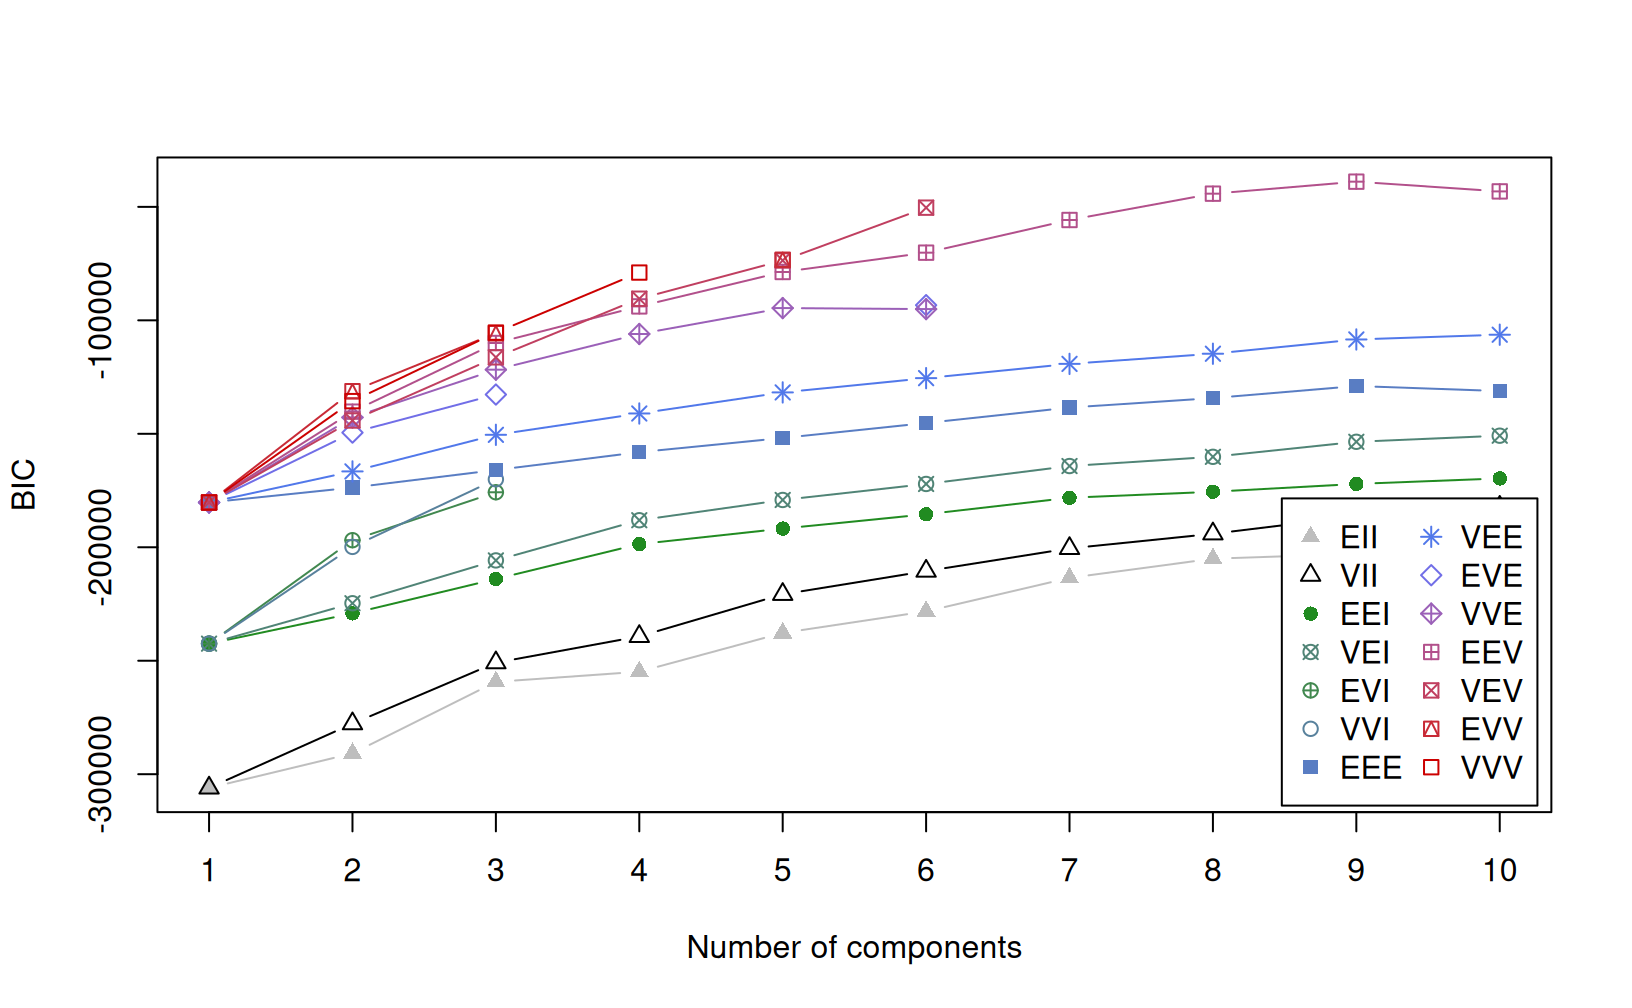 BIC
-100000
-200000
-300000
EII VEE
VII EVE
EEI VVE
VEI EEV
EVI VEV
VVI EVV
EEE VVV
1 2 3 4 5 6 7 8 9 10
Number of components